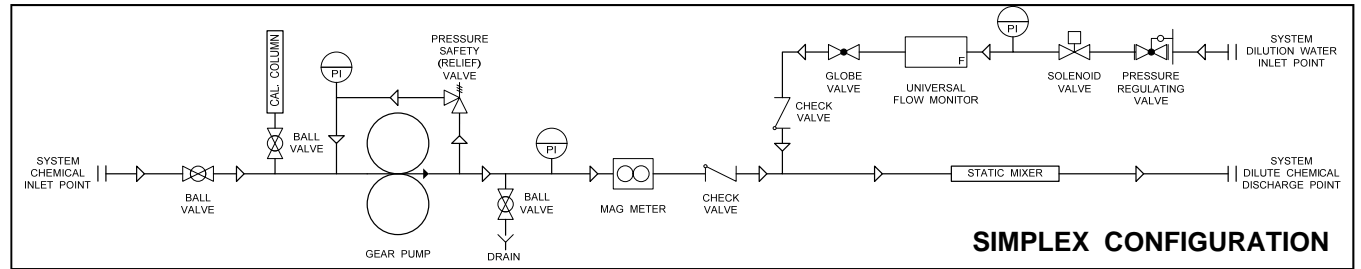 PI
PRESSURE
SAFETY
(RELIEF)
VALVE
CAL. COLUMN
PI
SYSTEM
DILUTION WATER
INLET POINT
F
GLOBE
VALVE
UNIVERSAL
FLOW MONITOR
SOLENOID
VALVE
PRESSURE
REGULATING
VALVE
CHECK
VALVE
BALL
VALVE
PI
SYSTEM
CHEMICAL
INLET POINT
BALL
VALVE
GEAR PUMP
BALL
VALVE
DRAIN
MAG METER
CHECK
VALVE
STATIC MIXER
SYSTEM
DILUTE CHEMICAL
DISCHARGE POINT
SIMPLEX CONFIGURATION